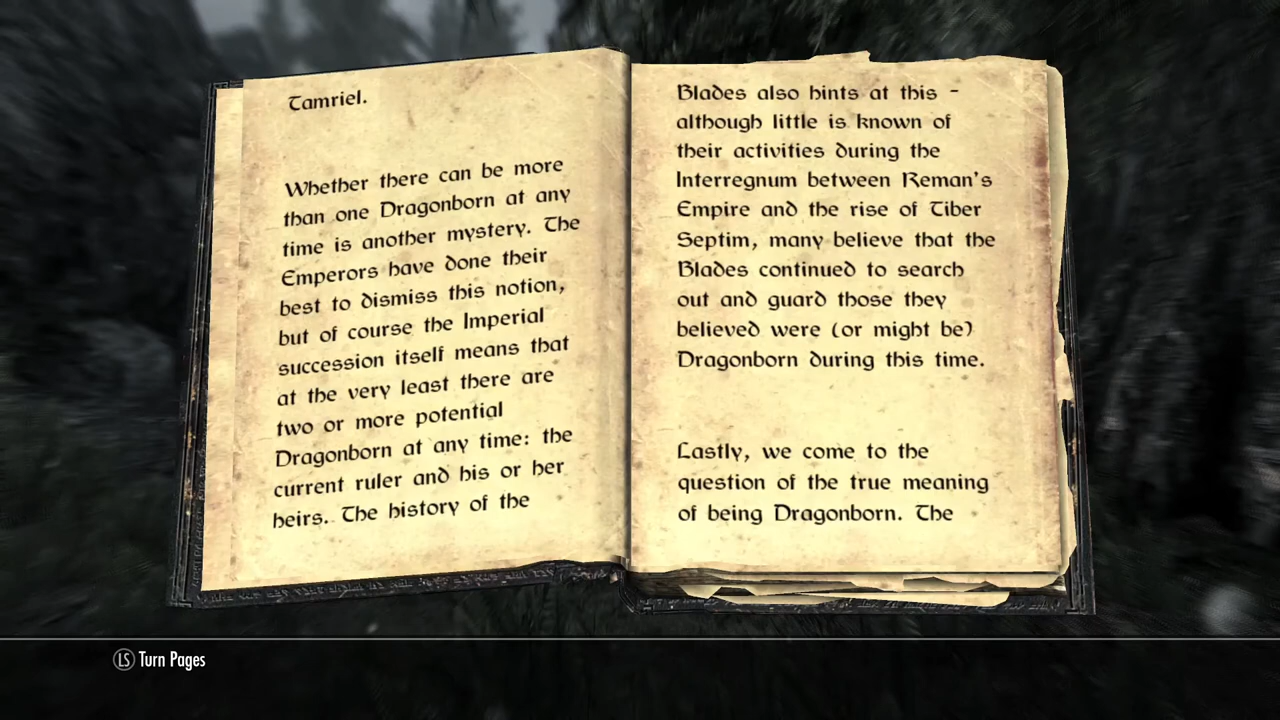 Tamriel.
Whether there can be more
than one Dragonborn at any
time is another mystery. The
Emperors have done their
best to dismiss this notion,
but of course the Imperial
succession itself means that
at the very least there are
two or more potential
Dragonborn at any time: the
current ruler and his or her
heirs. The history of the
Blades also hints at this -
although little is known of
their activities during the
Interregnum between Reman's
Empire and the rise of Tiber
Septim, many believe that the
Blades continued to search
out and guard those they
believed were (or might be)
Dragonborn during this time.
Lastly, we come to the
question of the true meaning
of being Dragonborn. The
LS Turn Pages